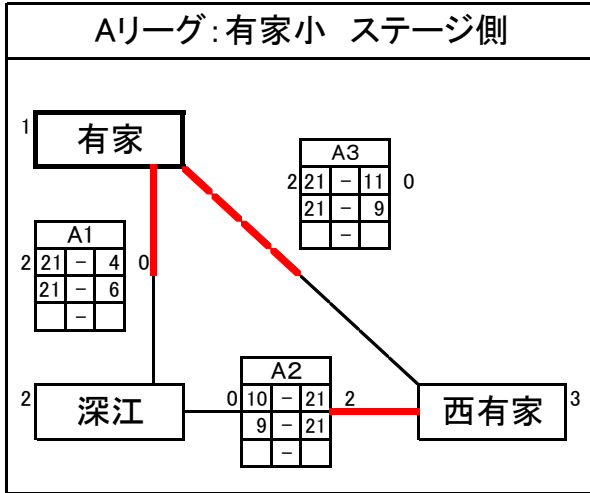 Aリーグ：有家小　ステージ側
1 有家
A3
2 21 － 11 0
21 － 9
－
A1
2 21 － 4 0
21 － 6
－
2 深江
A2
0 10 － 21 2
9 － 21
－
西有家 3